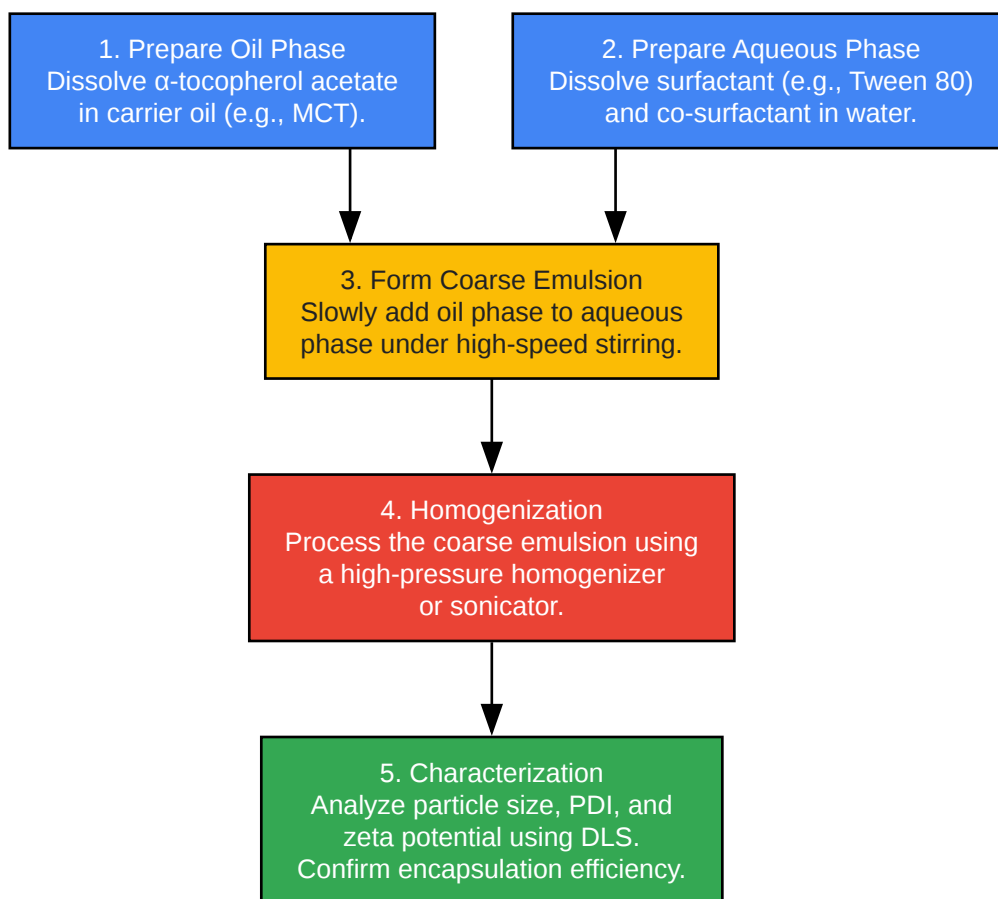 1. Prepare Oil Phase
Dissolve α-tocopherol acetate
in carrier oil (e.g., MCT).
2. Prepare Aqueous Phase
Dissolve surfactant (e.g., Tween 80)
and co-surfactant in water.
3. Form Coarse Emulsion
Slowly add oil phase to aqueous
phase under high-speed stirring.
4. Homogenization
Process the coarse emulsion using
a high-pressure homogenizer
or sonicator.
5. Characterization
Analyze particle size, PDI, and
zeta potential using DLS.
Confirm encapsulation efficiency.